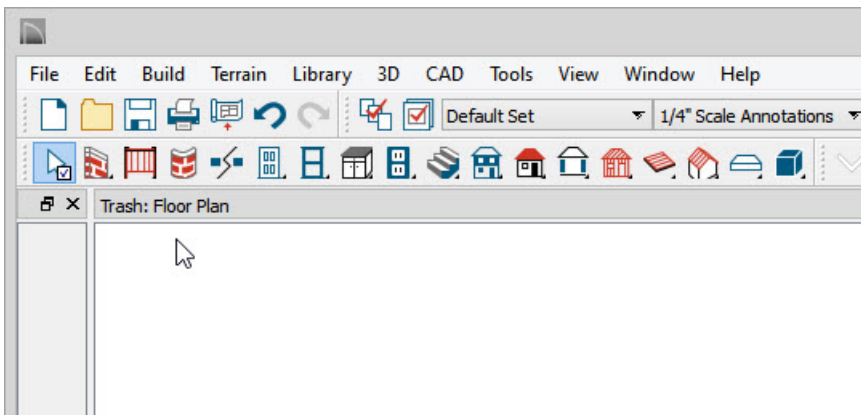 File Edit Build Terrain Library 3D CAD Tools View Window Help
Default Set 1/4" Scale Annotations
Trash: Floor Plan